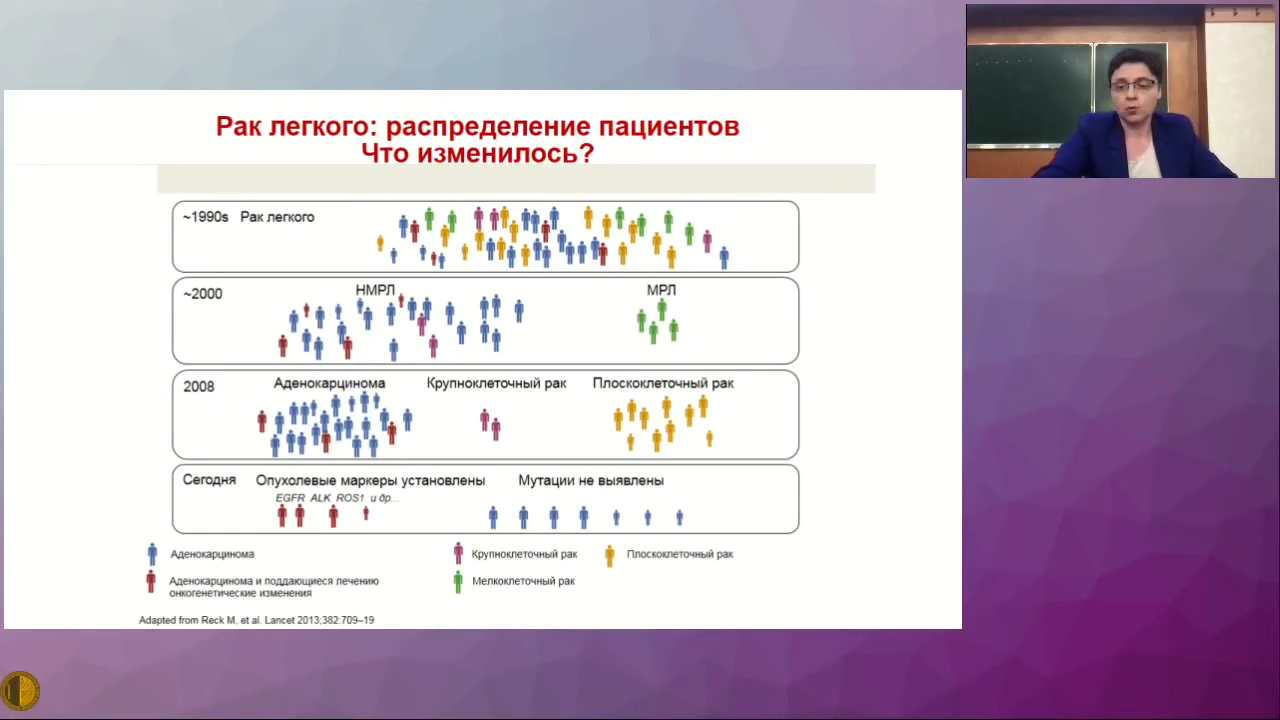 Рак легкого: распределение пациентов
Что изменилось?
~1990s Рак легкого
~2000
НМРЛ
МРЛ
2008
Аденокарцинома
Крупноклеточный рак
Плоскоклеточный рак
Сегодня
Опухолевые маркеры установлены
EGFR ALK ROS1 и др...
Мутации не выявлены
Аденокарцинома
Крупноклеточный рак
Плоскоклеточный рак
Аденокарцинома и поддающиеся лечению
онкогенетические изменения
Мелкоклеточный рак
Adapted from Reck M, et al. Lancet 2013;382:709–19